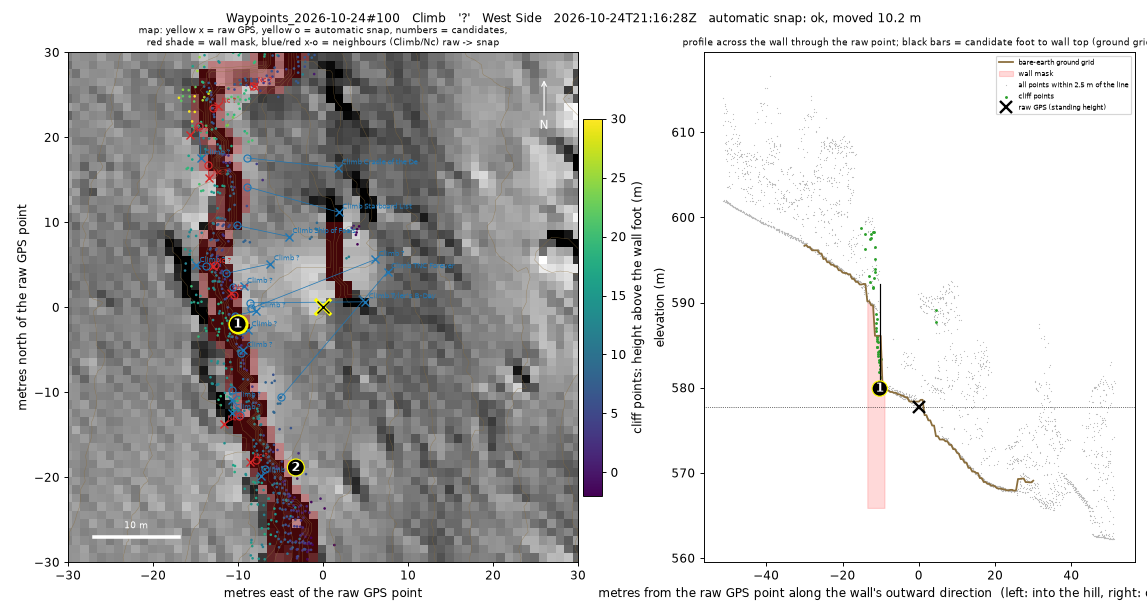 Waypoints_2026-10-24#100   Climb   '?'   West Side   2026-10-24T21:16:28Z   automatic snap: ok, moved 10.2 m
map: yellow x = raw GPS, yellow o = automatic snap, numbers = candidates,
red shade = wall mask, blue/red x-o = neighbours (Climb/Nc) raw -> snap
profile across the wall through the raw point; black bars = candidate foot to wall top (ground gri
30
20
10
0
−10
−20
−30
−30
−20
−10
0
10
20
30
metres north of the raw GPS point
metres east of the raw GPS point
N
10 m
1
2
Climb ?
Climb ?
Climb ?
Climb ?
Climb ?
30
25
20
15
10
5
0
cliff points: height above the wall foot (m)
bare-earth ground grid
wall mask
all points within 2.5 m of the line
cliff points
raw GPS (standing height)
610
600
590
580
570
560
elevation (m)
1
−40
−20
0
20
40
metres from the raw GPS point along the wall's outward direction  (left: into the hill, right: